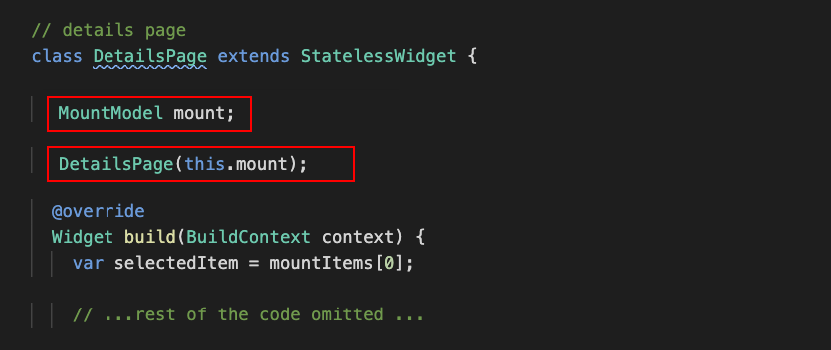 // details page
class DetailsPage extends StatelessWidget {
MountModel mount;
DetailsPage(this.mount);
@override
Widget build(BuildContext context) {
var selectedItem = mountItems[0];
// ...rest of the code omitted ...